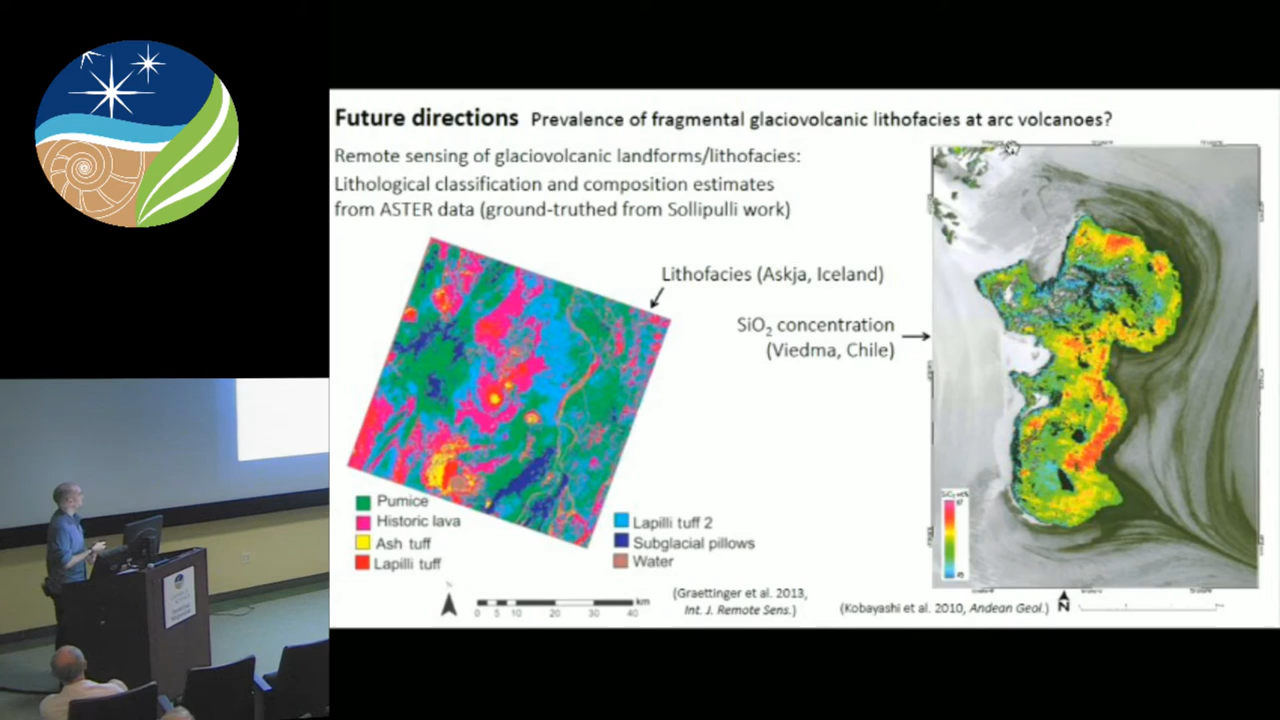 Future directions Prevalence of fragmental glaciovolcanic lithofacies at arc volcanoes?
Remote sensing of glaciovolcanic landforms/lithofacies:
Lithological classification and composition estimates
from ASTER data (ground-truthed from Sollipulli work)
Lithofacies (Askja, Iceland)
SiO₂ concentration
(Viedma, Chile)
Pumice
Historic lava
Ash tuff
Lapilli tuff
Lapilli tuff 2
Subglacial pillows
Water
km
0 5 10 20 30 40
(Graettinger et al. 2013,
Int. J. Remote Sens.)
(Kobayashi et al. 2010, Andean Geol.)
N